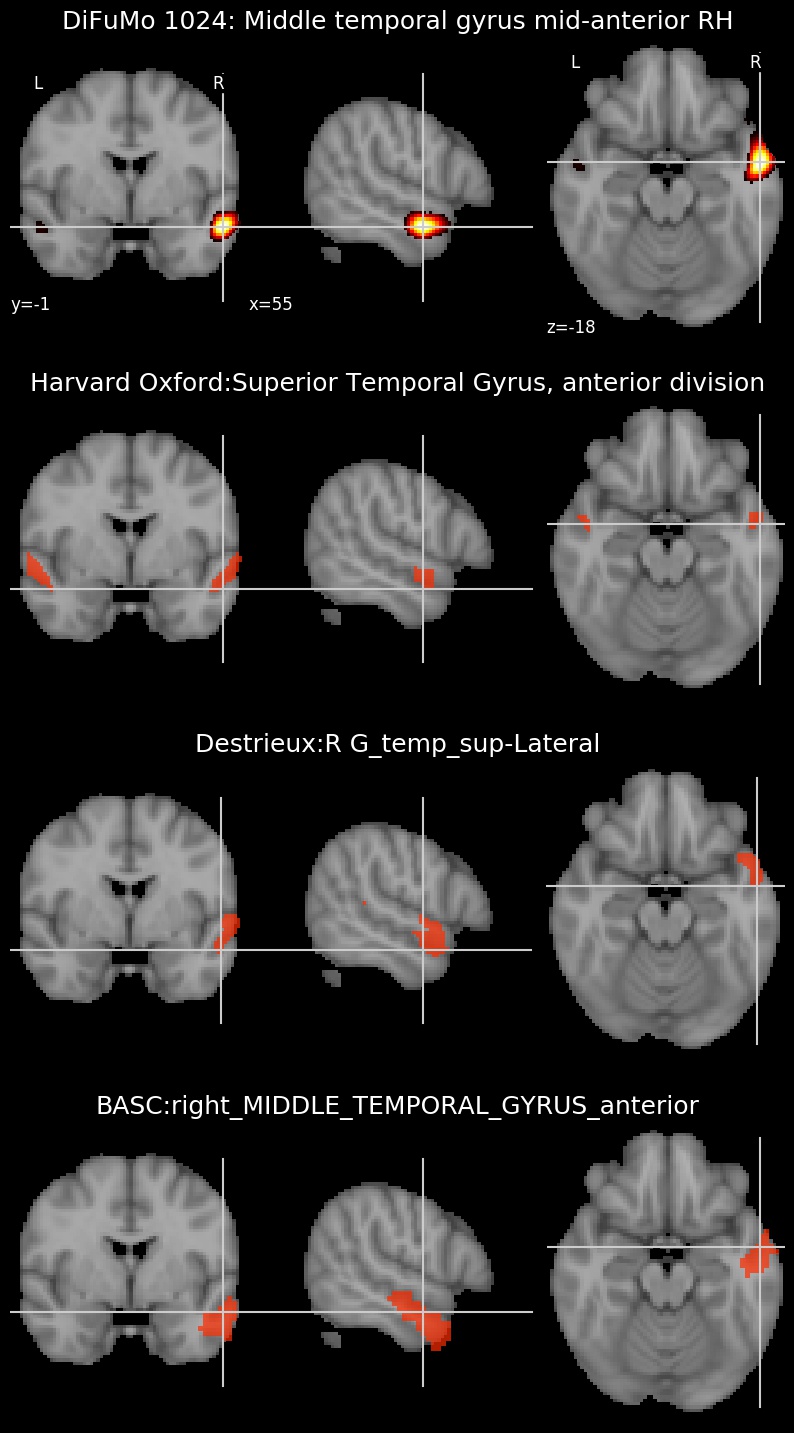 DiFuMo 1024: Middle temporal gyrus mid-anterior RH
L R L R
y=-1 x=55 z=-18
Harvard Oxford:Superior Temporal Gyrus, anterior division
Destrieux:R G_temp_sup-Lateral
BASC:right_MIDDLE_TEMPORAL_GYRUS_anterior